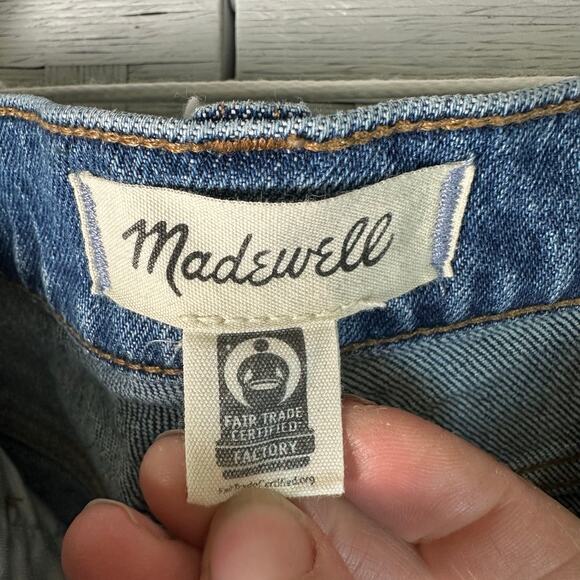 Madewell
FAIR TRADE
CERTIFIED
FACTORY
FairTradeCertified.org